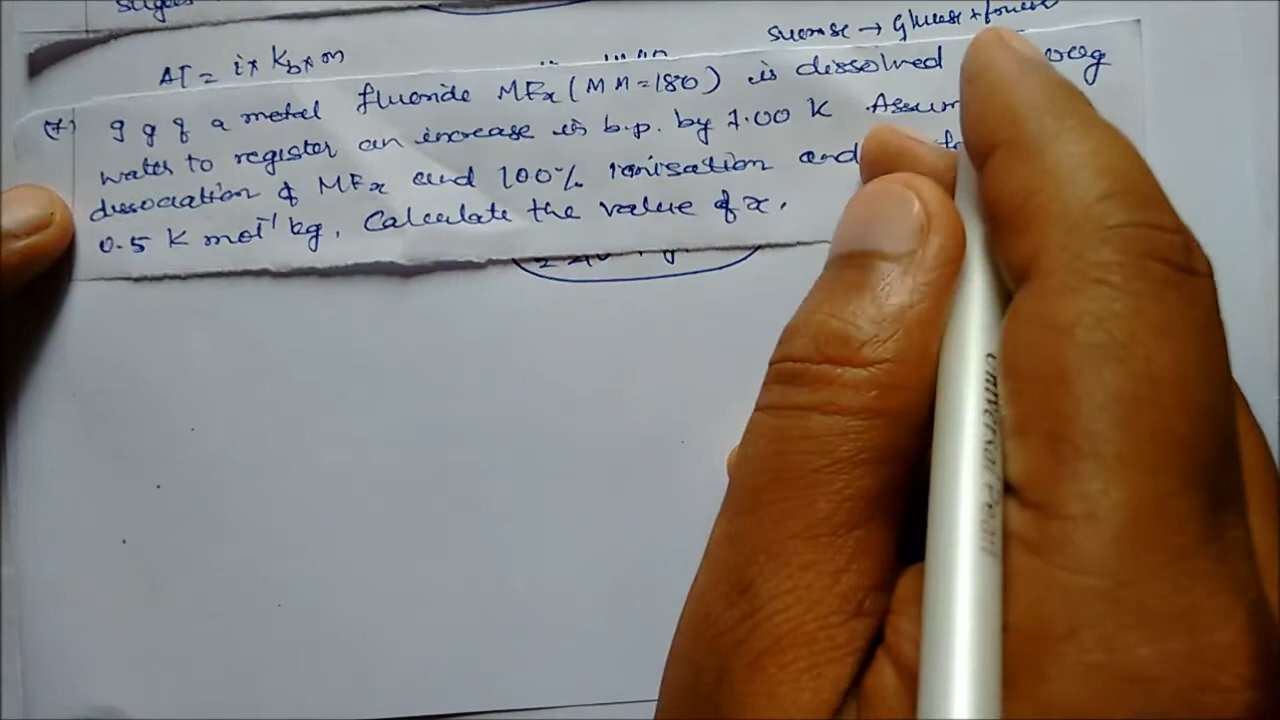 sucrose → Glucose + fructose
ΔT = i × Kb × m
(7) 9 g of a metal fluoride MFx (MM = 180) is dissolved
water to register an increase in b.p. by 1.00 K Assum
dissociation of MFx and 100% ionisation and
0.5 K mol⁻¹ kg. Calculate the value of x.
universal Pearl